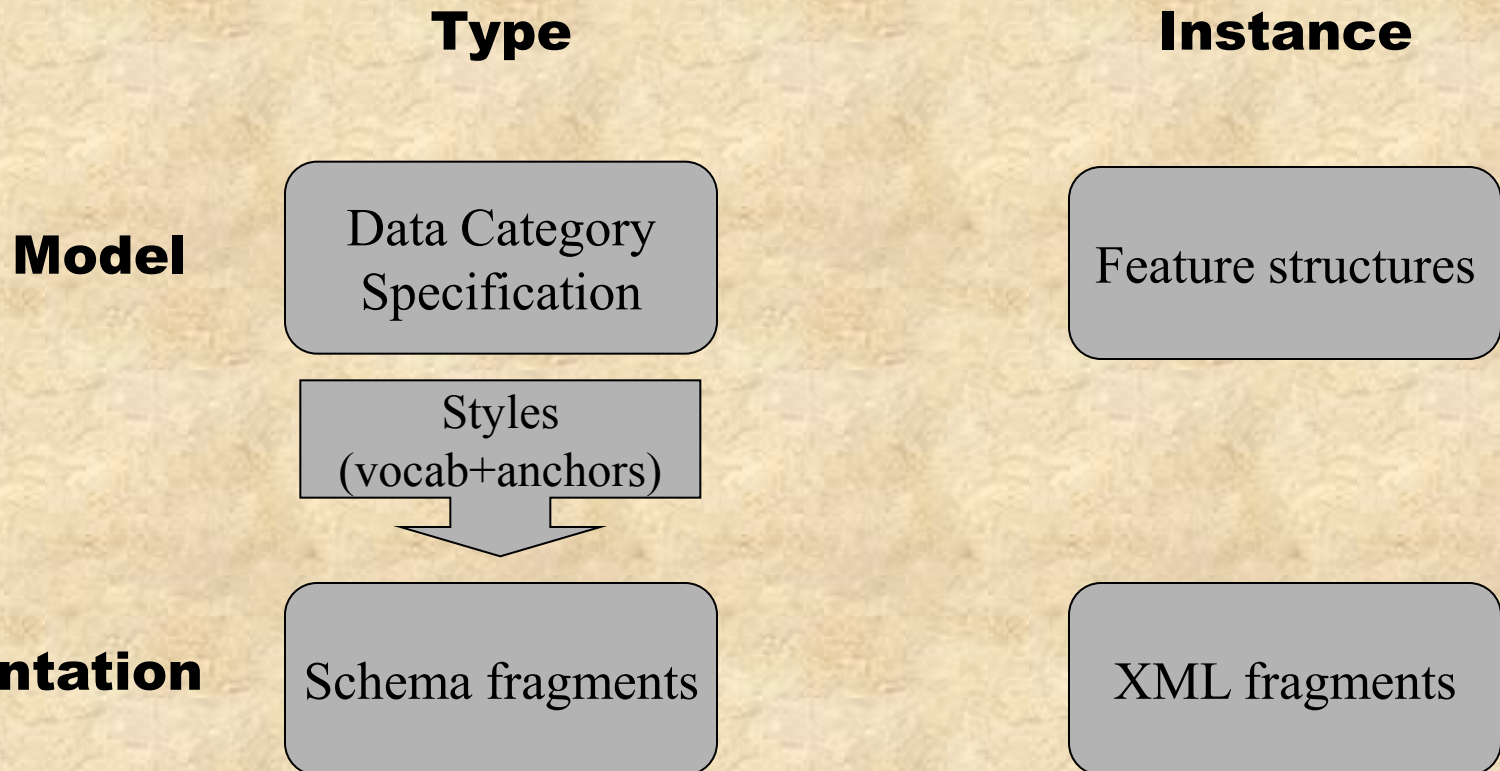 Type
Instance
Model
Data Category
Specification
Feature structures
Styles
(vocab+anchors)
ntation
Schema fragments
XML fragments